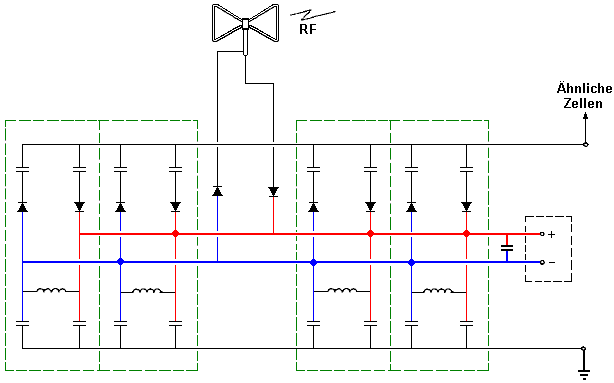 RF
Ähnliche
Zellen
+
−